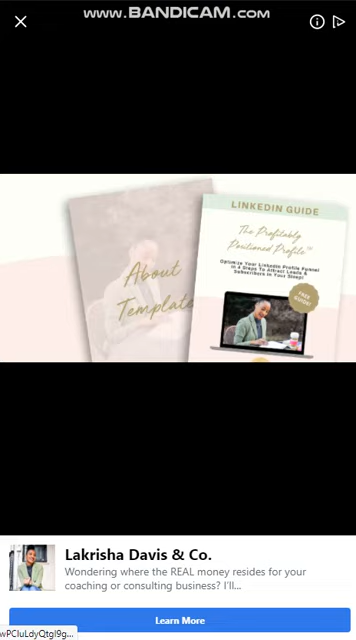 www.BANDICAM.com
LINKEDIN GUIDE
The Profitably
Positioned Profile™
Optimize Your LinkedIn Profile Funnel
in 3 Steps To Attract Leads &
Subscribers in Your Sleep!
FREE
GUIDE!
About
Template
Lakrisha Davis & Co.
Wondering where the REAL money resides for your
coaching or consulting business? I'll...
Learn More